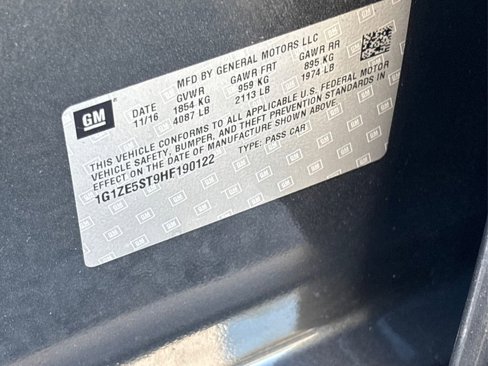 GM
MFD BY GENERAL MOTORS LLC
DATE GVWR GAWR FRT GAWR RR
11/16 1854 KG 959 KG 895 KG
4087 LB 2113 LB 1974 LB
THIS VEHICLE CONFORMS TO ALL APPLICABLE U.S. FEDERAL MOTOR
VEHICLE SAFETY, BUMPER, AND THEFT PREVENTION STANDARDS IN
EFFECT ON THE DATE OF MANUFACTURE SHOWN ABOVE.
1G1ZE5ST9HF190122 TYPE: PASS CAR